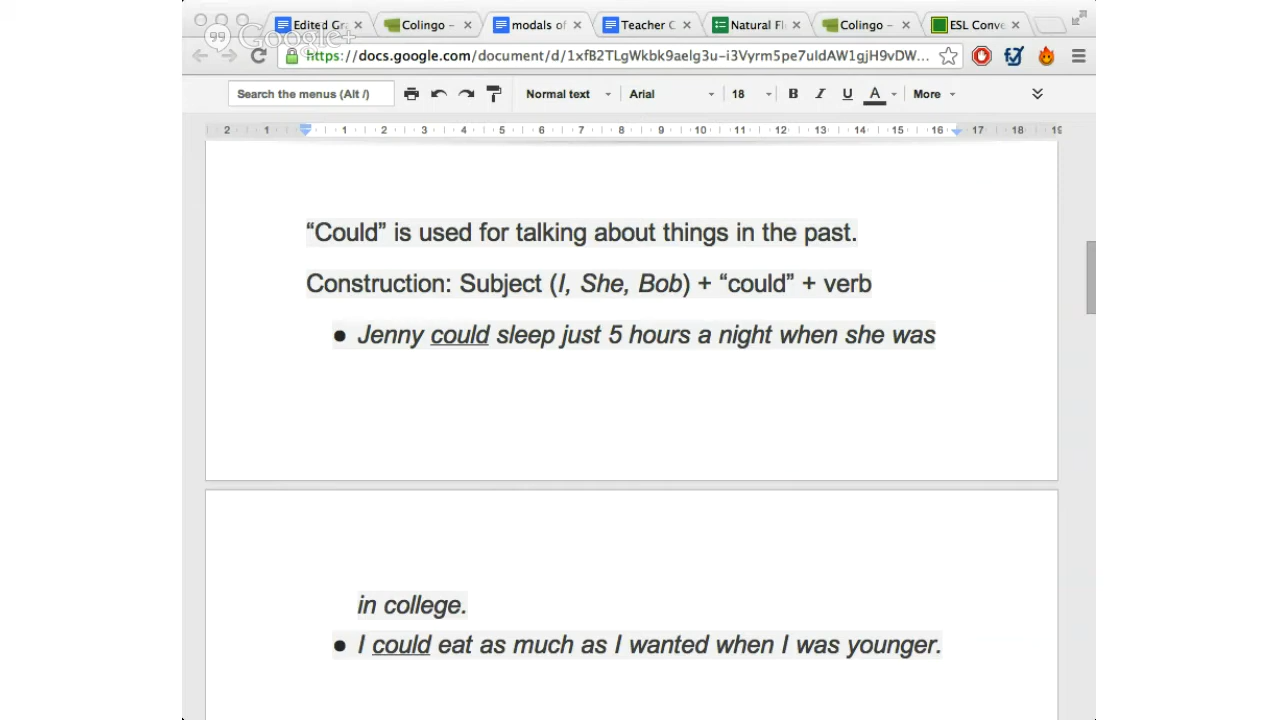 Edited Gr
Colingo –
modals of
Teacher C
Natural Fl
Colingo –
ESL Conve
Google+
https://docs.google.com/document/d/1xfB2TLgWkbk9aelg3u-i3Vyrm5pe7uIdAW1gjH9vDW...
Search the menus (Alt /)
Normal text
Arial
18
B
I
U
A
More
2 1 1 2 3 4 5 6 7 8 9 10 11 12 13 14 15 16 17 18 19
“Could” is used for talking about things in the past.
Construction: Subject (I, She, Bob) + “could” + verb
● Jenny could sleep just 5 hours a night when she was
in college.
● I could eat as much as I wanted when I was younger.